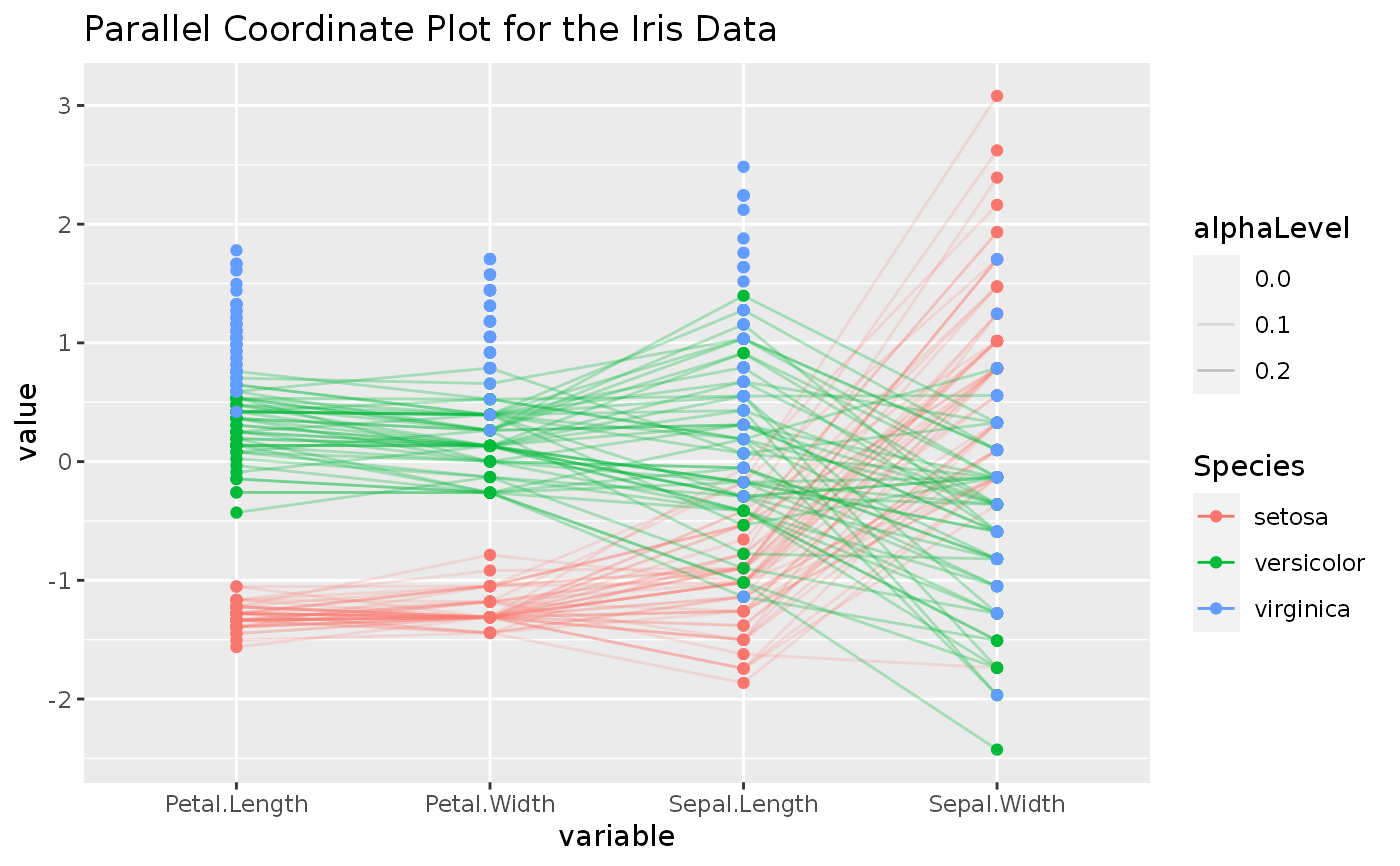 Parallel Coordinate Plot for the Iris Data
3
2
1
0
-1
-2
value
Petal.Length
Petal.Width
Sepal.Length
Sepal.Width
variable
alphaLevel
0.0
0.1
0.2
Species
setosa
versicolor
virginica